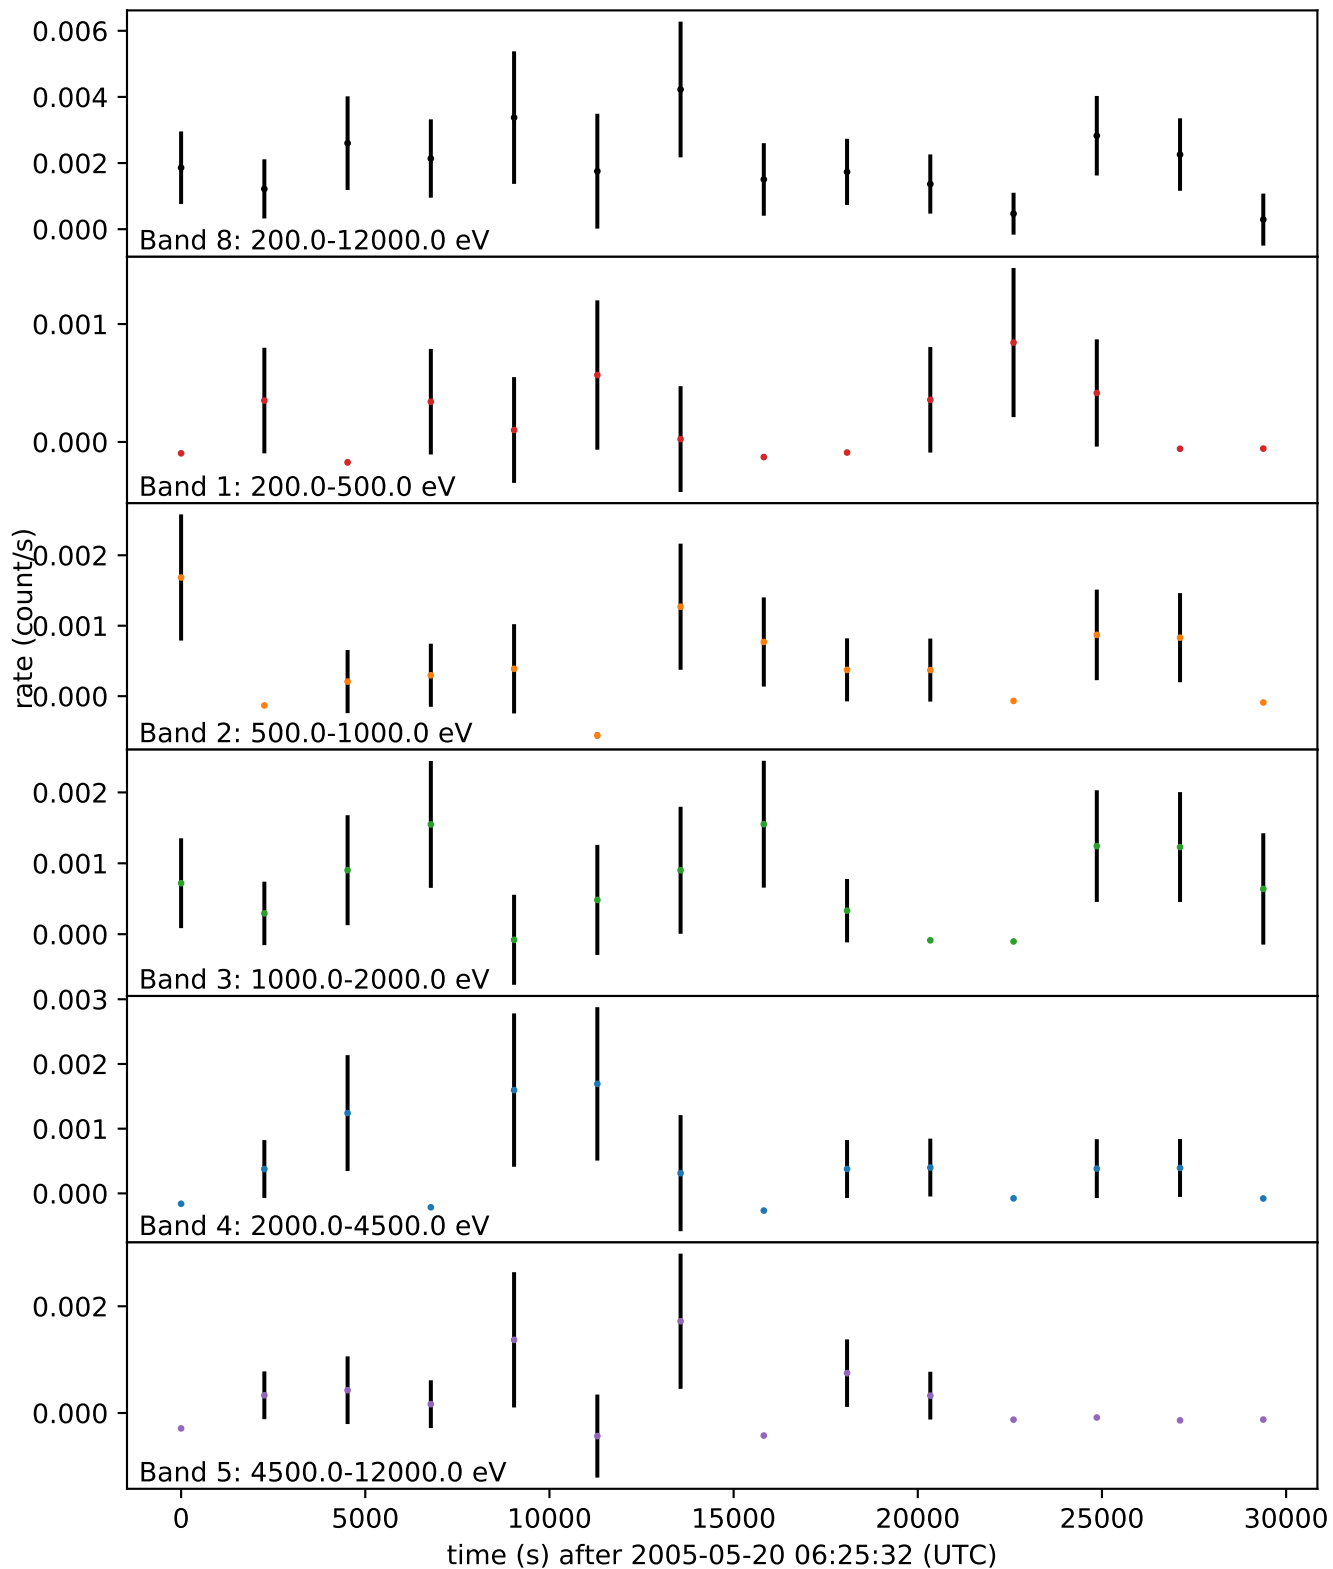 0.006
0.004
0.002
0.000
Band 8: 200.0-12000.0 eV
0.001
0.000
Band 1: 200.0-500.0 eV
rate (count/s)
0.002
0.001
0.000
Band 2: 500.0-1000.0 eV
0.002
0.001
0.000
Band 3: 1000.0-2000.0 eV
0.003
0.002
0.001
0.000
Band 4: 2000.0-4500.0 eV
0.002
0.000
Band 5: 4500.0-12000.0 eV
0 5000 10000 15000 20000 25000 30000
time (s) after 2005-05-20 06:25:32 (UTC)